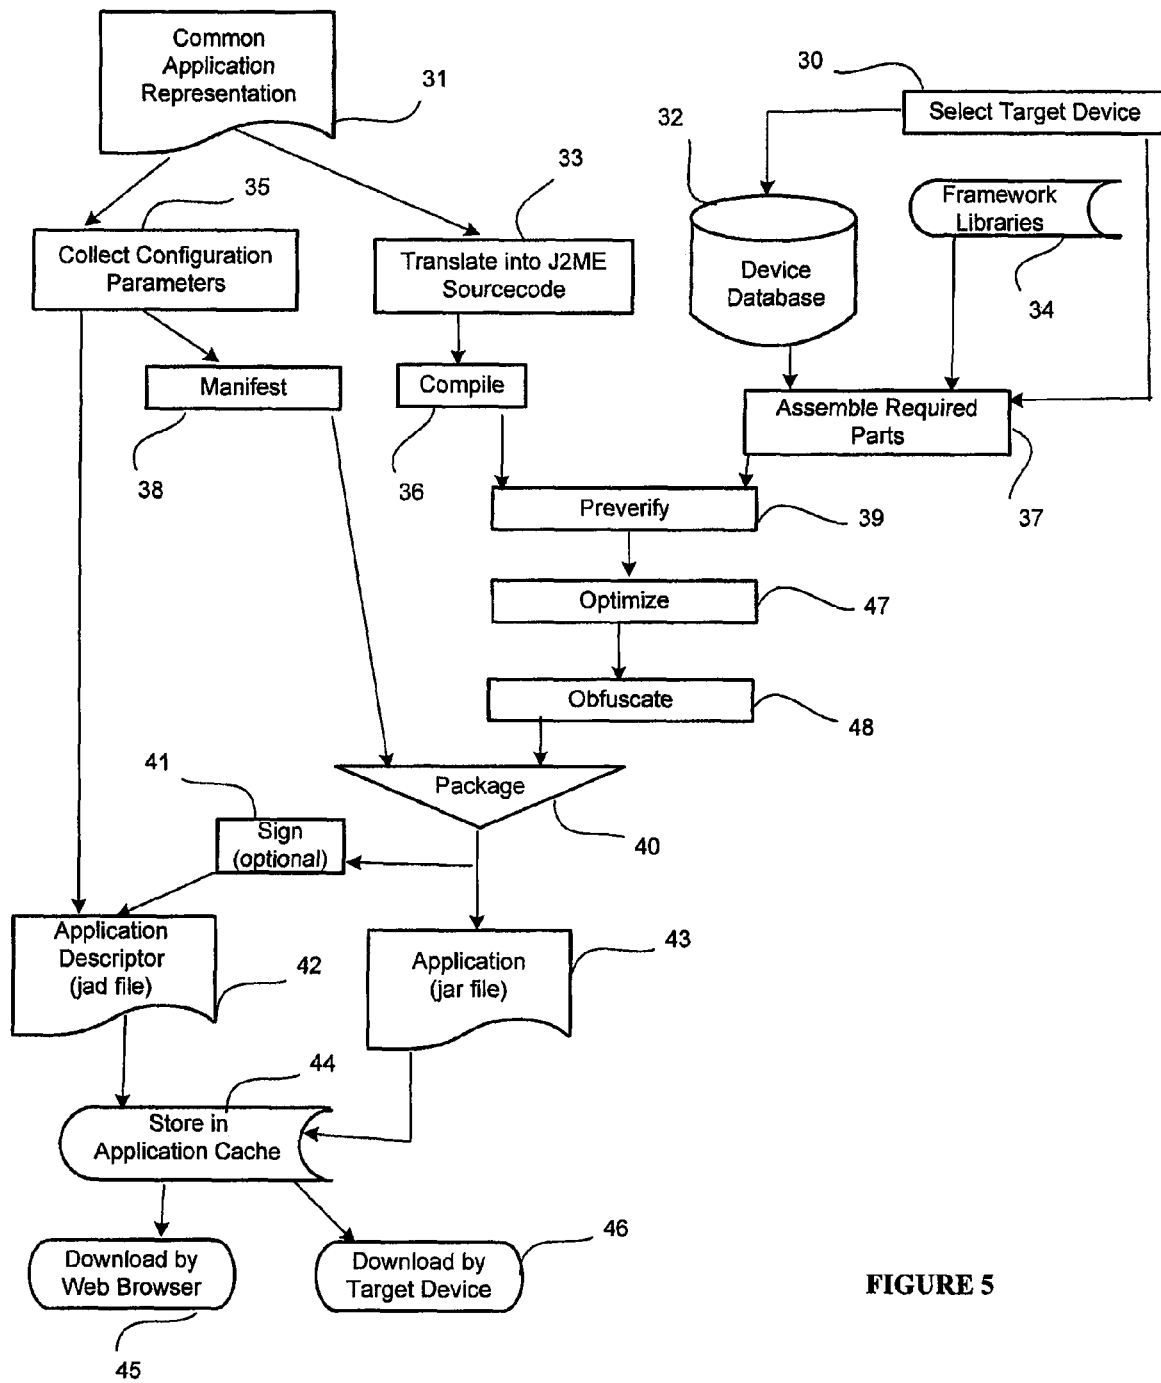 Common
Application
Representation
31
30
Select Target Device
32
33
35
Framework
Libraries
34
Collect Configuration
Parameters
Translate into J2ME
Sourcecode
Device
Database
Manifest
38
Compile
36
Assemble Required
Parts
37
Preverify
39
Optimize
47
Obfuscate
48
Package
40
41
Sign
(optional)
Application
Descriptor
(jad file)
42
Application
(jar file)
43
44
Store in
Application Cache
Download by
Web Browser
45
Download by
Target Device
46
FIGURE 5